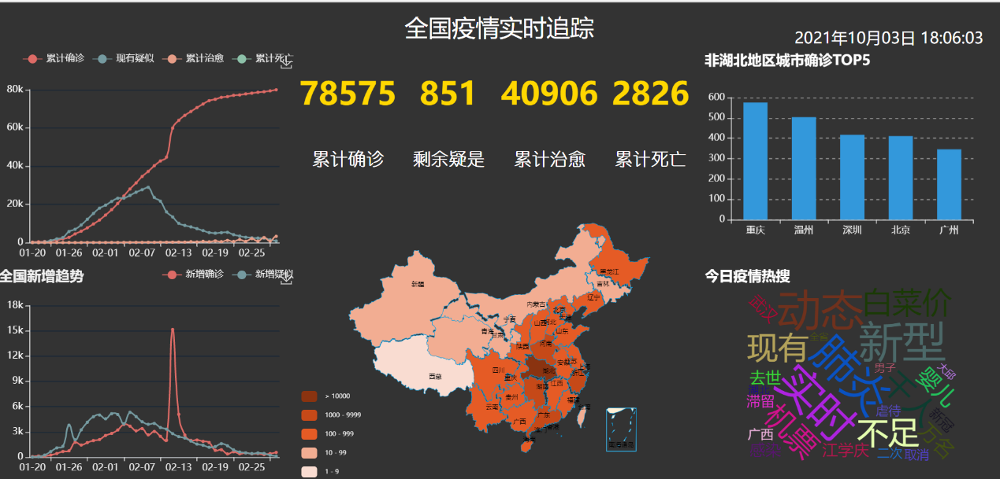 全国疫情实时追踪
2021年10月03日 18:06:03
累计确诊 现有疑似 累计治愈 累计死亡
80k
60k
40k
20k
0
01-20 01-26 02-01 02-07 02-13 02-19 02-25
78575 851 40906 2826
累计确诊 剩余疑是 累计治愈 累计死亡
非湖北地区城市确诊TOP5
600
500
400
300
200
100
0
重庆 温州 深圳 北京 广州
全国新增趋势
新增确诊 新增疑似
18k
15k
12k
9k
6k
3k
0
01-20 01-26 02-01 02-07 02-13 02-19 02-25
黑龙江
吉林
新疆
辽宁
内蒙古
北京
宁夏
山西
河北
青海
甘肃
山东
陕西
河南
西藏
四川
重庆
湖北
安徽
江苏
上海
浙江
湖南
江西
贵州
福建
云南
台湾
广西
广东
南海诸岛
> 10000
1000 - 9999
100 - 999
10 - 99
1 - 9
今日疫情热搜
武汉
动态
白菜价
现有
全省
肺炎
新型
男子
大邱
去世
湖北
实时
婴儿
滞留
机票
虐待
新冠
广西
不足
万名
江学庆
二次
取消